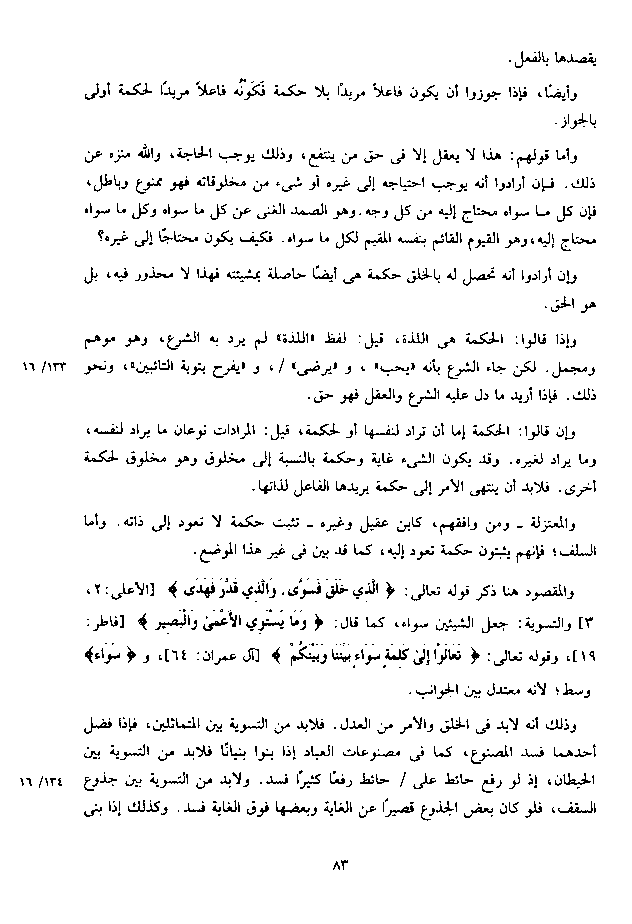 يقصدها بالفعل.
وأيضًا، فإذا جوزوا أن يكون فاعلاً مريدًا بلا حكمة فَكَوْنُه فاعلاً مريدًا لحكمة أولى
بالجواز.
وأما قولهم: هذا لا يعقل إلا فى حق من ينتفع، وذلك يوجب الحاجة، والله منزه عن
ذلك. فإن أرادوا أنه يوجب احتياجه إلى غيره أو شىء من مخلوقاته فهو ممنوع وباطل،
فإن كل ما سواه محتاج إليه من كل وجه. وهو الصمد الغنى عن كل ما سواه وكل ما سواه
محتاج إليه، وهو القيوم القائم بنفسه المقيم لكل ما سواه. فكيف يكون محتاجًا إلى غيره؟
وإن أرادوا أنه تحصل له بالخلق حكمة هى أيضًا حاصلة بمشيئته فهذا لا محذور فيه، بل
هو الحق.
وإذا قالوا: الحكمة هى اللذة، قيل: لفظ «اللذة» لم يرد به الشرع، وهو موهم
ومجمل. لكن جاء الشرع بأنه «يحب» ، و «يرضى» /، و «يفرح بتوبة التائبين»، ونحو ١٦/١٣٣
ذلك. فإذا أريد ما دل عليه الشرع والعقل فهو حق.
وإن قالوا: الحكمة إما أن تراد لنفسها أو لحكمة، قيل: المرادات نوعان ما يراد لنفسه،
وما يراد لغيره. وقد يكون الشىء غاية وحكمة بالنسبة إلى مخلوق وهو مخلوق لحكمة
أخرى. فلابد أن ينتهى الأمر إلى حكمة يريدها الفاعل لذاتها.
والمعتزلة ـ ومن وافقهم، كابن عقيل وغيره ـ تثبت حكمة لا تعود إلى ذاته. وأما
السلف؛ فإنهم يثبتون حكمة تعود إليه، كما قد بين فى غير هذا الموضع.
والمقصود هنا ذكر قوله تعالى: ﴿ الَّذِي خَلَقَ فَسَوَّى. وَالَّذِي قَدَّرَ فَهَدَى ﴾ [الأعلى: ٢،
٣] والتسوية: جعل الشيئين سواء، كما قال: ﴿ وَمَا يَسْتَوِي الأَعْمَىٰ وَالْبَصِير ﴾ [فاطر:
١٩]، وقوله تعالى: ﴿ تَعَالَوْا إِلَىٰ كَلِمَةٍ سَوَاءٍ بَيْنَنَا وَبَيْنَكُمْ ﴾ [آل عمران: ٦٤]، و ﴿ سَوَاء﴾
وسط؛ لأنه معتدل بين الجوانب.
وذلك أنه لابد فى الخلق والأمر من العدل. فلابد من التسوية بين المتماثلين، فإذا فضل
أحدهما فسد المصنوع، كما فى مصنوعات العباد إذا بنوا بنيانًا فلابد من التسوية بين
الحيطان، إذ لو رفع حائط على / حائط رفعًا كثيرًا فسد. ولابد من التسوية بين جذوع ١٦/١٣٤
السقف، فلو كان بعض الجذوع قصيرًا عن الغاية وبعضها فوق الغاية فسد. وكذلك إذا بنى
٨٣